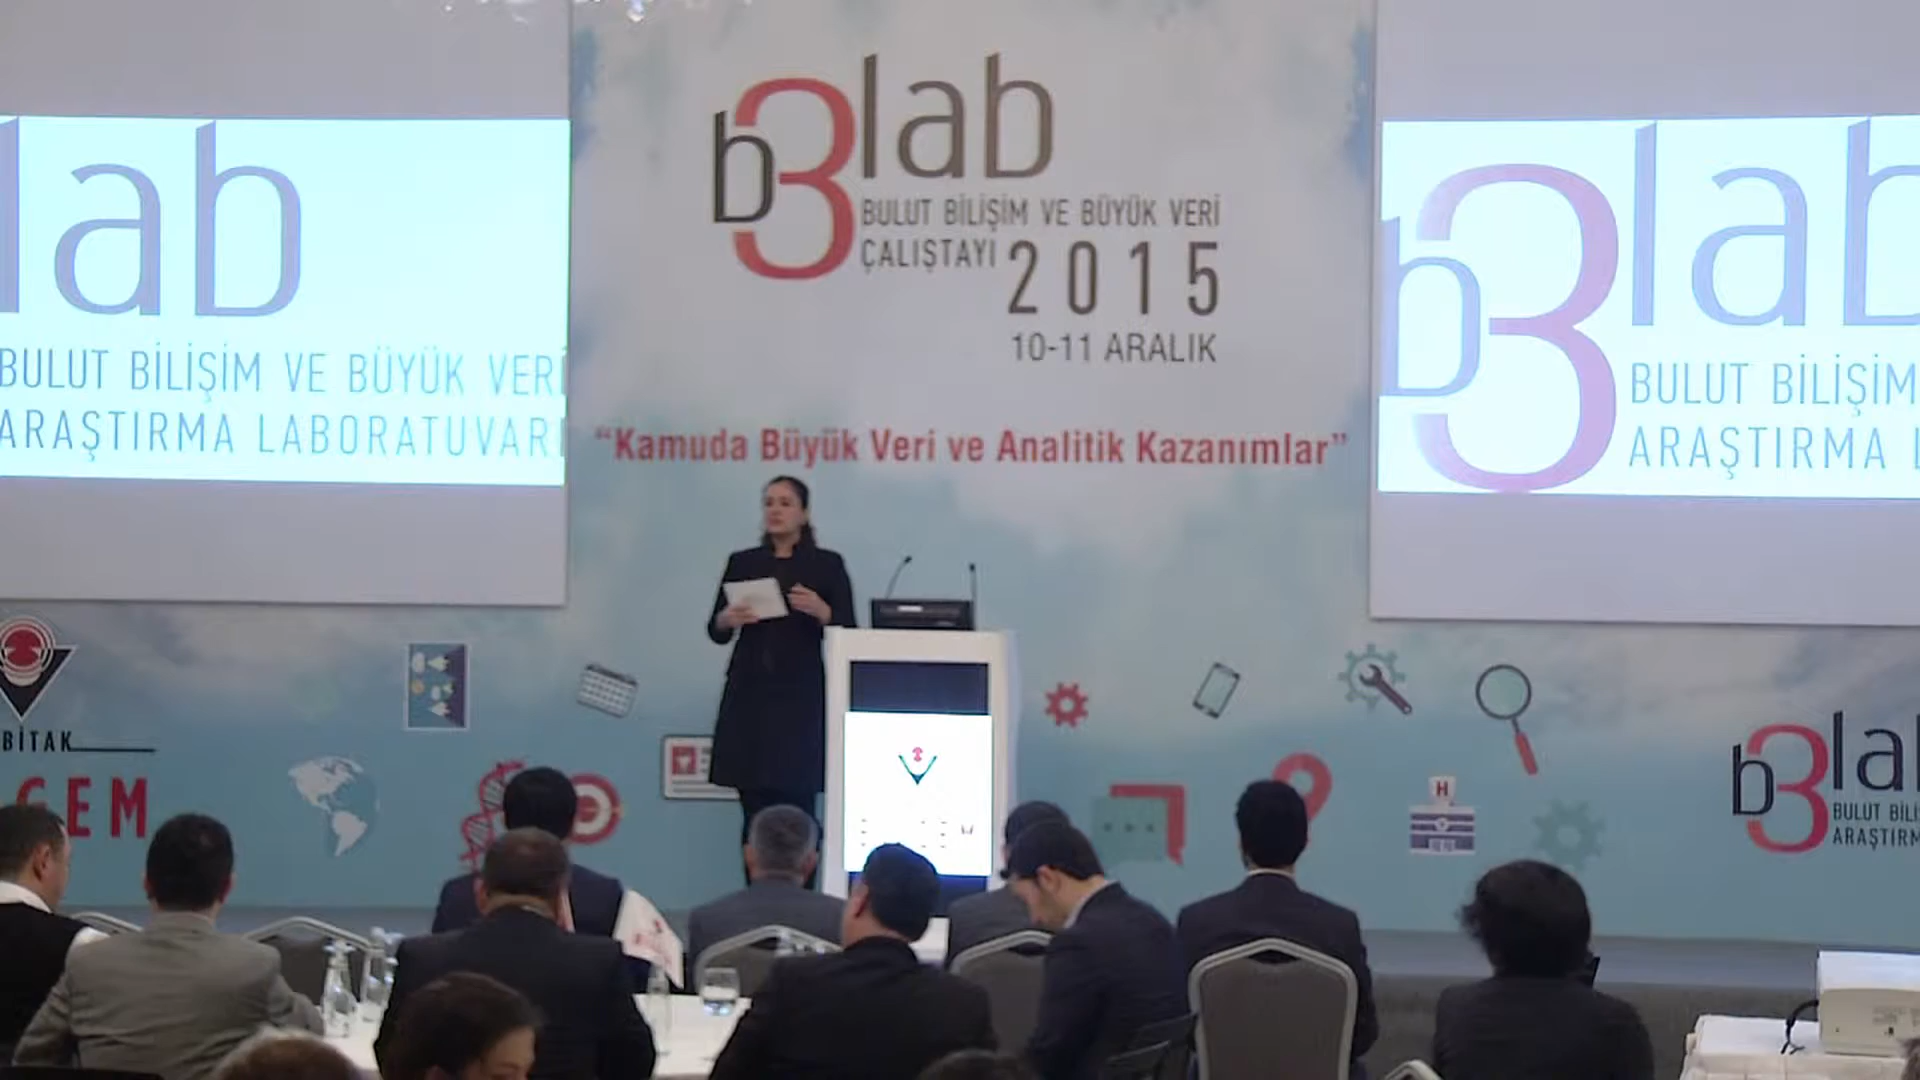 lab
BULUT BİLİŞİM VE BÜYÜK VERİ
ARAŞTIRMA LABORATUVARI
b3lab
BULUT BİLİŞİM VE BÜYÜK VERİ
ÇALIŞTAYI 2015
10-11 ARALIK
“Kamuda Büyük Veri ve Analitik Kazanımlar”
b3lab
BULUT BİLİŞİM
ARAŞTIRMA L
BİTAK
GEM
H
b3la
BULUT BİLİ
ARAŞTIRM